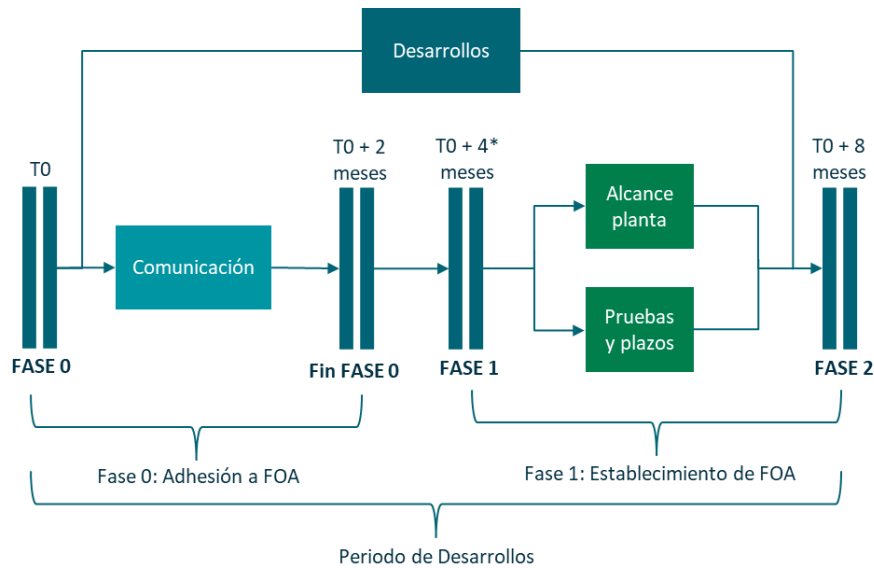 Desarrollos
T0
T0 + 2
meses
T0 + 4*
meses
T0 + 8
meses
Comunicación
Alcance
planta
Pruebas
y plazos
FASE 0
Fin FASE 0
FASE 1
FASE 2
Fase 0: Adhesión a FOA
Fase 1: Establecimiento de FOA
Periodo de Desarrollos